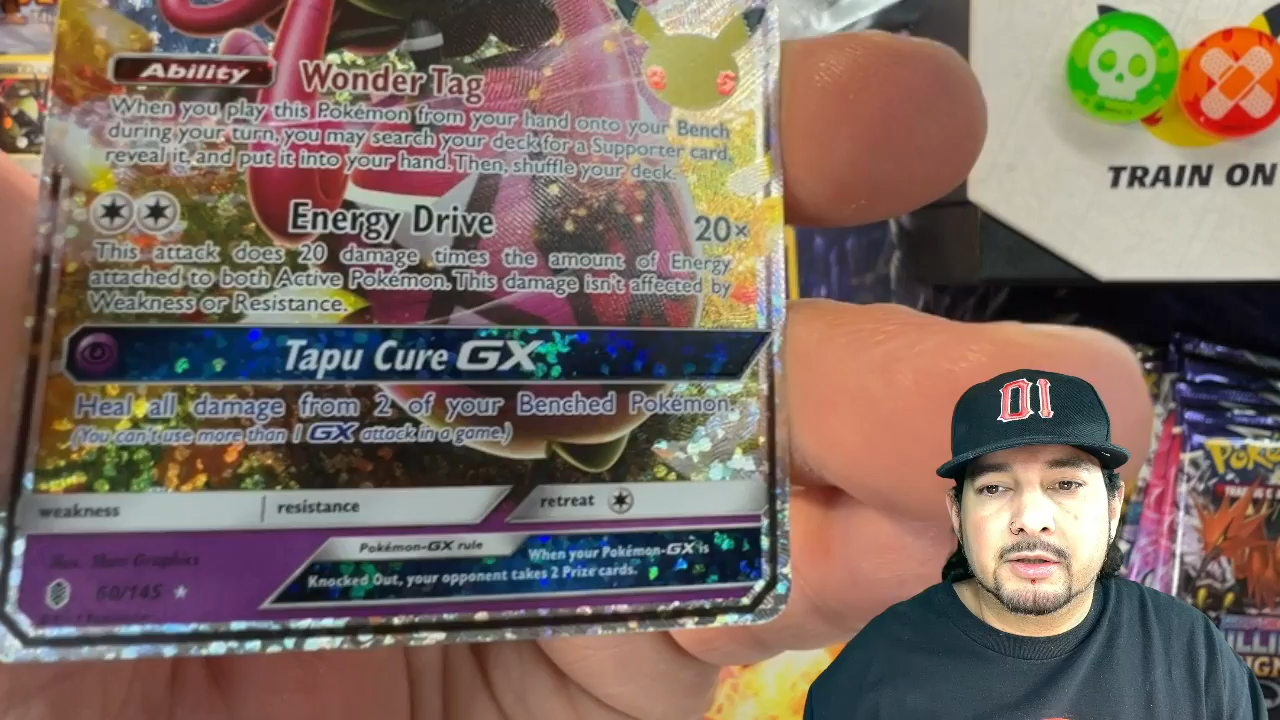 Ability Wonder Tag
When you play this Pokémon from your hand onto your Bench
during your turn, you may search your deck for a Supporter card,
reveal it, and put it into your hand. Then, shuffle your deck.
Energy Drive 20×
This attack does 20 damage times the amount of Energy
attached to both Active Pokémon. This damage isn't affected by
Weakness or Resistance.
Tapu Cure GX
Heal all damage from 2 of your Benched Pokémon.
(You can't use more than 1 GX attack in a game.)
weakness resistance retreat
Pokémon-GX rule When your Pokémon-GX is
Knocked Out, your opponent takes 2 Prize cards.
60/145
TRAIN ON
01